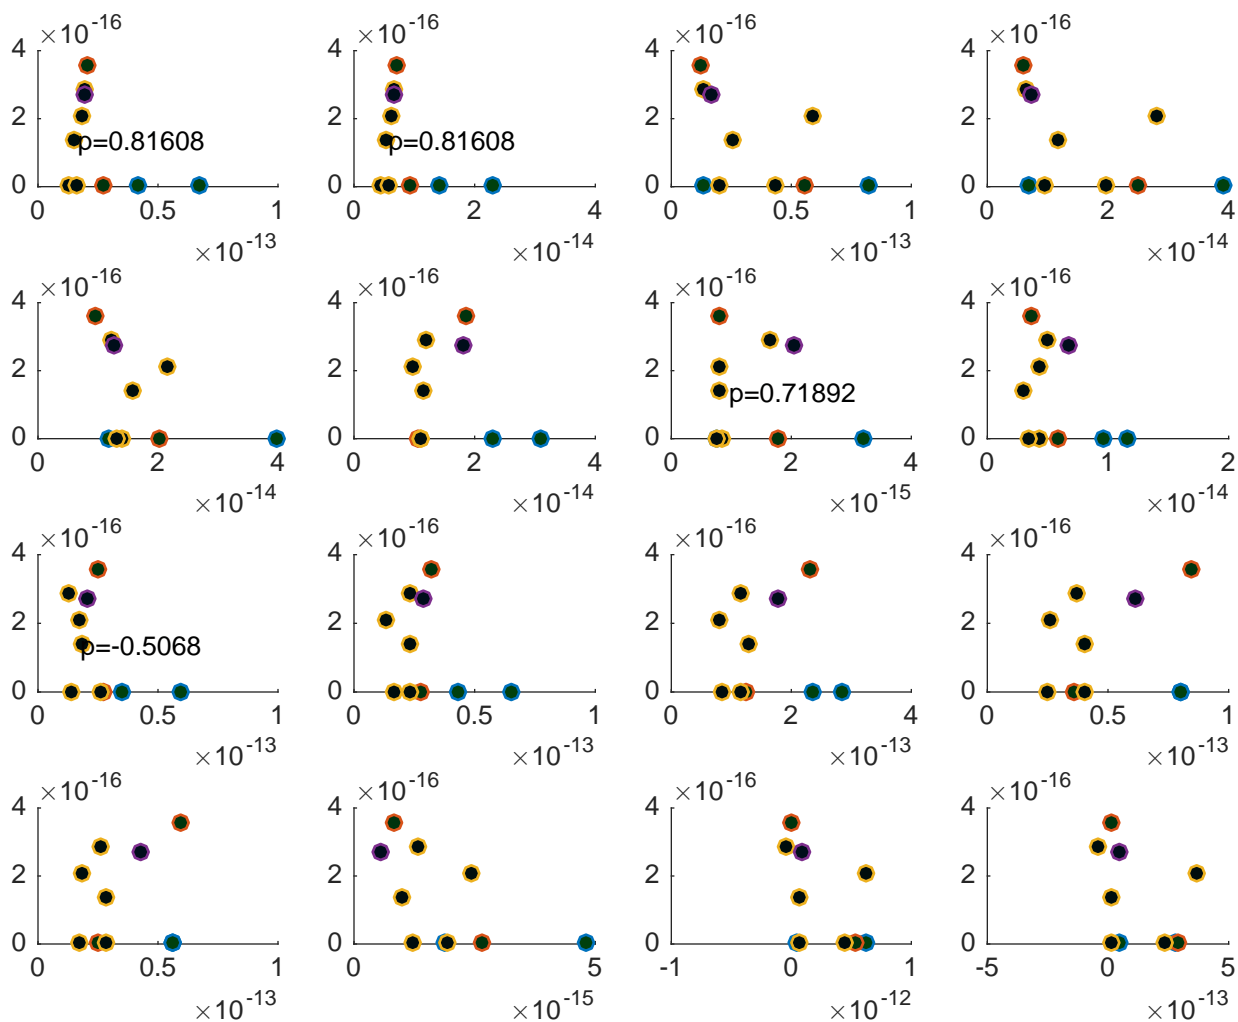 ×10-16 ×10-16 ×10-16 ×10-16
4 4 4 4
2 2 2 2
p=0.81608 p=0.81608
0 0 0 0
0 0.5 1 0 2 4 0 0.5 1 0 2 4
×10-13 ×10-14 ×10-13 ×10-14
×10-16 ×10-16 ×10-16 ×10-16
4 4 4 4
2 2 2 2
p=0.71892
0 0 0 0
0 2 4 0 2 4 0 2 4 0 1 2
×10-14 ×10-14 ×10-15 ×10-14
×10-16 ×10-16 ×10-16 ×10-16
4 4 4 4
2 2 2 2
p=-0.5068
0 0 0 0
0 0.5 1 0 0.5 1 0 2 4 0 0.5 1
×10-13 ×10-13 ×10-13 ×10-13
×10-16 ×10-16 ×10-16 ×10-16
4 4 4 4
2 2 2 2
0 0 0 0
0 0.5 1 0 5 -1 0 1 -5 0 5
×10-13 ×10-15 ×10-12 ×10-13